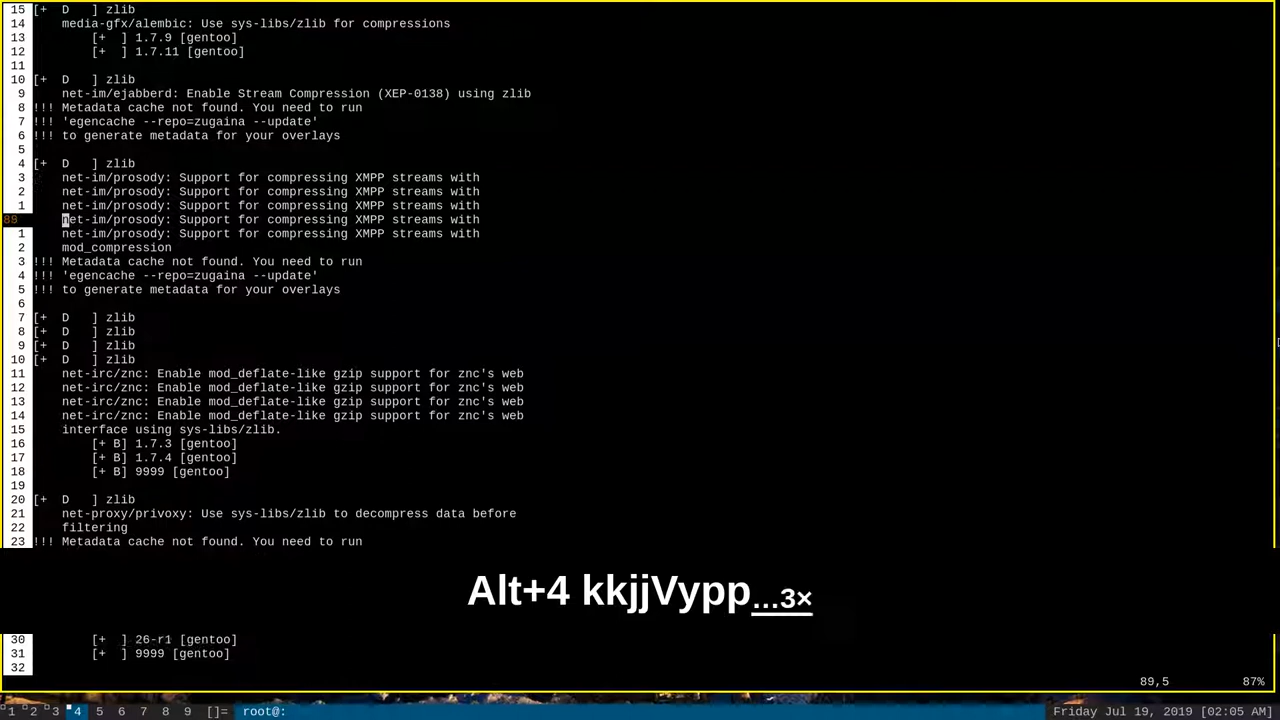 15 [+  D   ] zlib
14     media-gfx/alembic: Use sys-libs/zlib for compressions
13         [+  ] 1.7.9 [gentoo]
12         [+  ] 1.7.11 [gentoo]
11
10 [+  D   ] zlib
9     net-im/ejabberd: Enable Stream Compression (XEP-0138) using zlib
8 !!! Metadata cache not found. You need to run
7 !!! 'egencache --repo=zugaina --update'
6 !!! to generate metadata for your overlays
5
4 [+  D   ] zlib
3     net-im/prosody: Support for compressing XMPP streams with
2     net-im/prosody: Support for compressing XMPP streams with
1     net-im/prosody: Support for compressing XMPP streams with
89     net-im/prosody: Support for compressing XMPP streams with
1     net-im/prosody: Support for compressing XMPP streams with
2     mod_compression
3 !!! Metadata cache not found. You need to run
4 !!! 'egencache --repo=zugaina --update'
5 !!! to generate metadata for your overlays
6
7 [+  D   ] zlib
8 [+  D   ] zlib
9 [+  D   ] zlib
10 [+  D   ] zlib
11     net-irc/znc: Enable mod_deflate-like gzip support for znc's web
12     net-irc/znc: Enable mod_deflate-like gzip support for znc's web
13     net-irc/znc: Enable mod_deflate-like gzip support for znc's web
14     net-irc/znc: Enable mod_deflate-like gzip support for znc's web
15     interface using sys-libs/zlib.
16         [+ B] 1.7.3 [gentoo]
17         [+ B] 1.7.4 [gentoo]
18         [+ B] 9999 [gentoo]
19
20 [+  D   ] zlib
21     net-proxy/privoxy: Use sys-libs/zlib to decompress data before
22     filtering
23 !!! Metadata cache not found. You need to run
Alt+4 kkjjVypp...3×
30         [+  ] 26-r1 [gentoo]
31         [+  ] 9999 [gentoo]
32
89,5 87%
1 2 3 4 5 6 7 8 9 []= root@: Friday Jul 19, 2019 [02:05 AM]